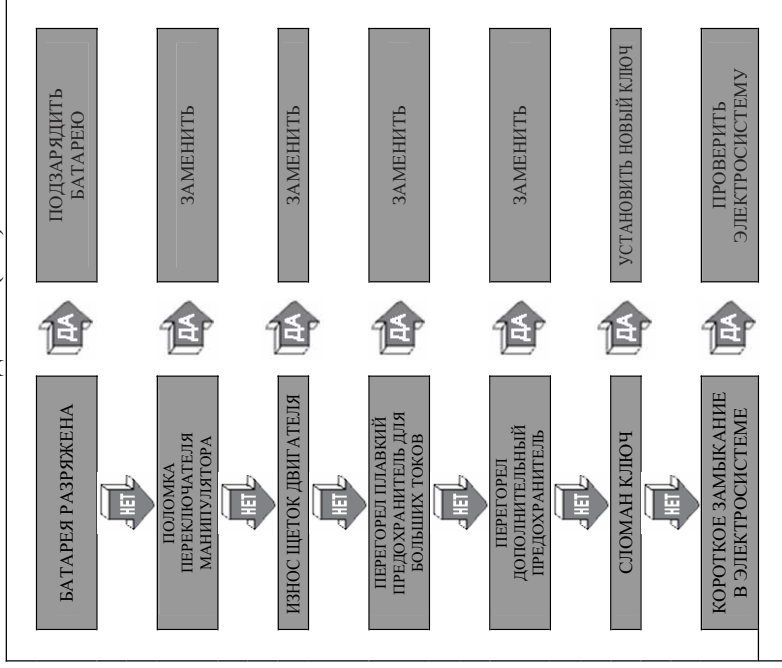 БАТАРЕЯ РАЗРЯЖЕНА
ДА
ПОДЗАРЯДИТЬ
БАТАРЕЮ
НЕТ
ПОЛОМКА
ПЕРЕКЛЮЧАТЕЛЯ
МАНИПУЛЯТОРА
ДА
ЗАМЕНИТЬ
НЕТ
ИЗНОС ЩЕТОК ДВИГАТЕЛЯ
ДА
ЗАМЕНИТЬ
НЕТ
ПЕРЕГОРЕЛ ПЛАВКИЙ
ПРЕДОХРАНИТЕЛЬ ДЛЯ
БОЛЬШИХ ТОКОВ
ДА
ЗАМЕНИТЬ
НЕТ
ПЕРЕГОРЕЛ
ДОПОЛНИТЕЛЬНЫЙ
ПРЕДОХРАНИТЕЛЬ
ДА
ЗАМЕНИТЬ
НЕТ
СЛОМАН КЛЮЧ
ДА
УСТАНОВИТЬ НОВЫЙ КЛЮЧ
НЕТ
КОРОТКОЕ ЗАМЫКАНИЕ
В ЭЛЕКТРОСИСТЕМЕ
ДА
ПРОВЕРИТЬ
ЭЛЕКТРОСИСТЕМУ